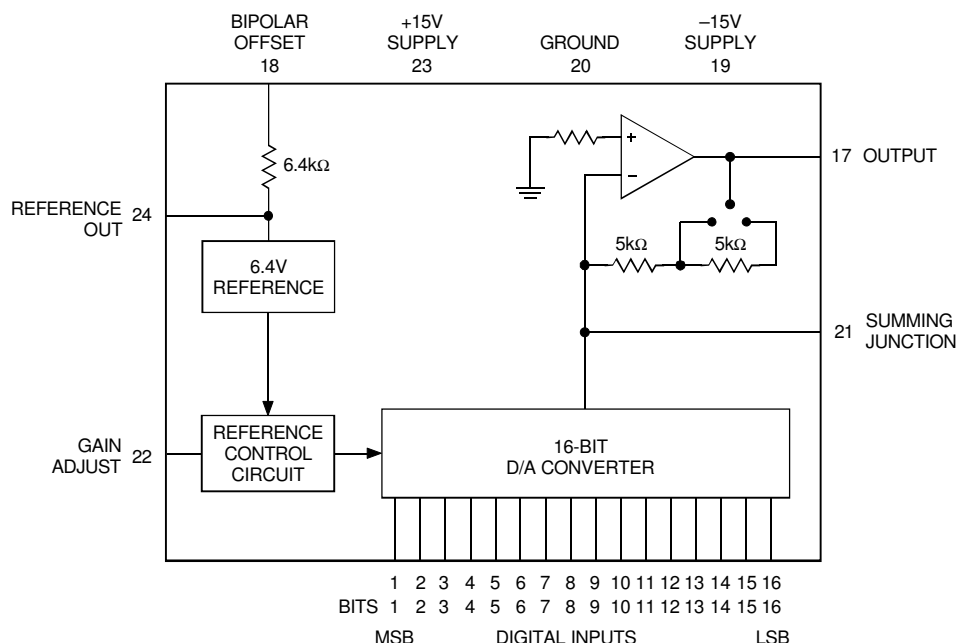 BIPOLAR
OFFSET
18
+15V
SUPPLY
23
GROUND
20
–15V
SUPPLY
19
6.4kΩ
+
–
17 OUTPUT
REFERENCE
OUT
24
5kΩ
5kΩ
6.4V
REFERENCE
21
SUMMING
JUNCTION
GAIN
ADJUST
22
REFERENCE
CONTROL
CIRCUIT
16-BIT
D/A CONVERTER
1 2 3 4 5 6 7 8 9 10 11 12 13 14 15 16
BITS 1 2 3 4 5 6 7 8 9 10 11 12 13 14 15 16
MSB DIGITAL INPUTS LSB